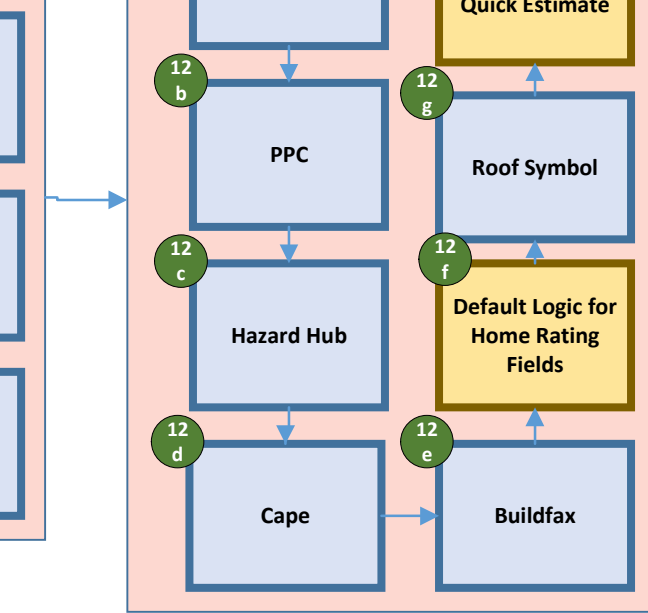 Quick Estimate
12
b
PPC
12
g
Roof Symbol
12
c
Hazard Hub
12
f
Default Logic for
Home Rating
Fields
12
d
Cape
12
e
Buildfax